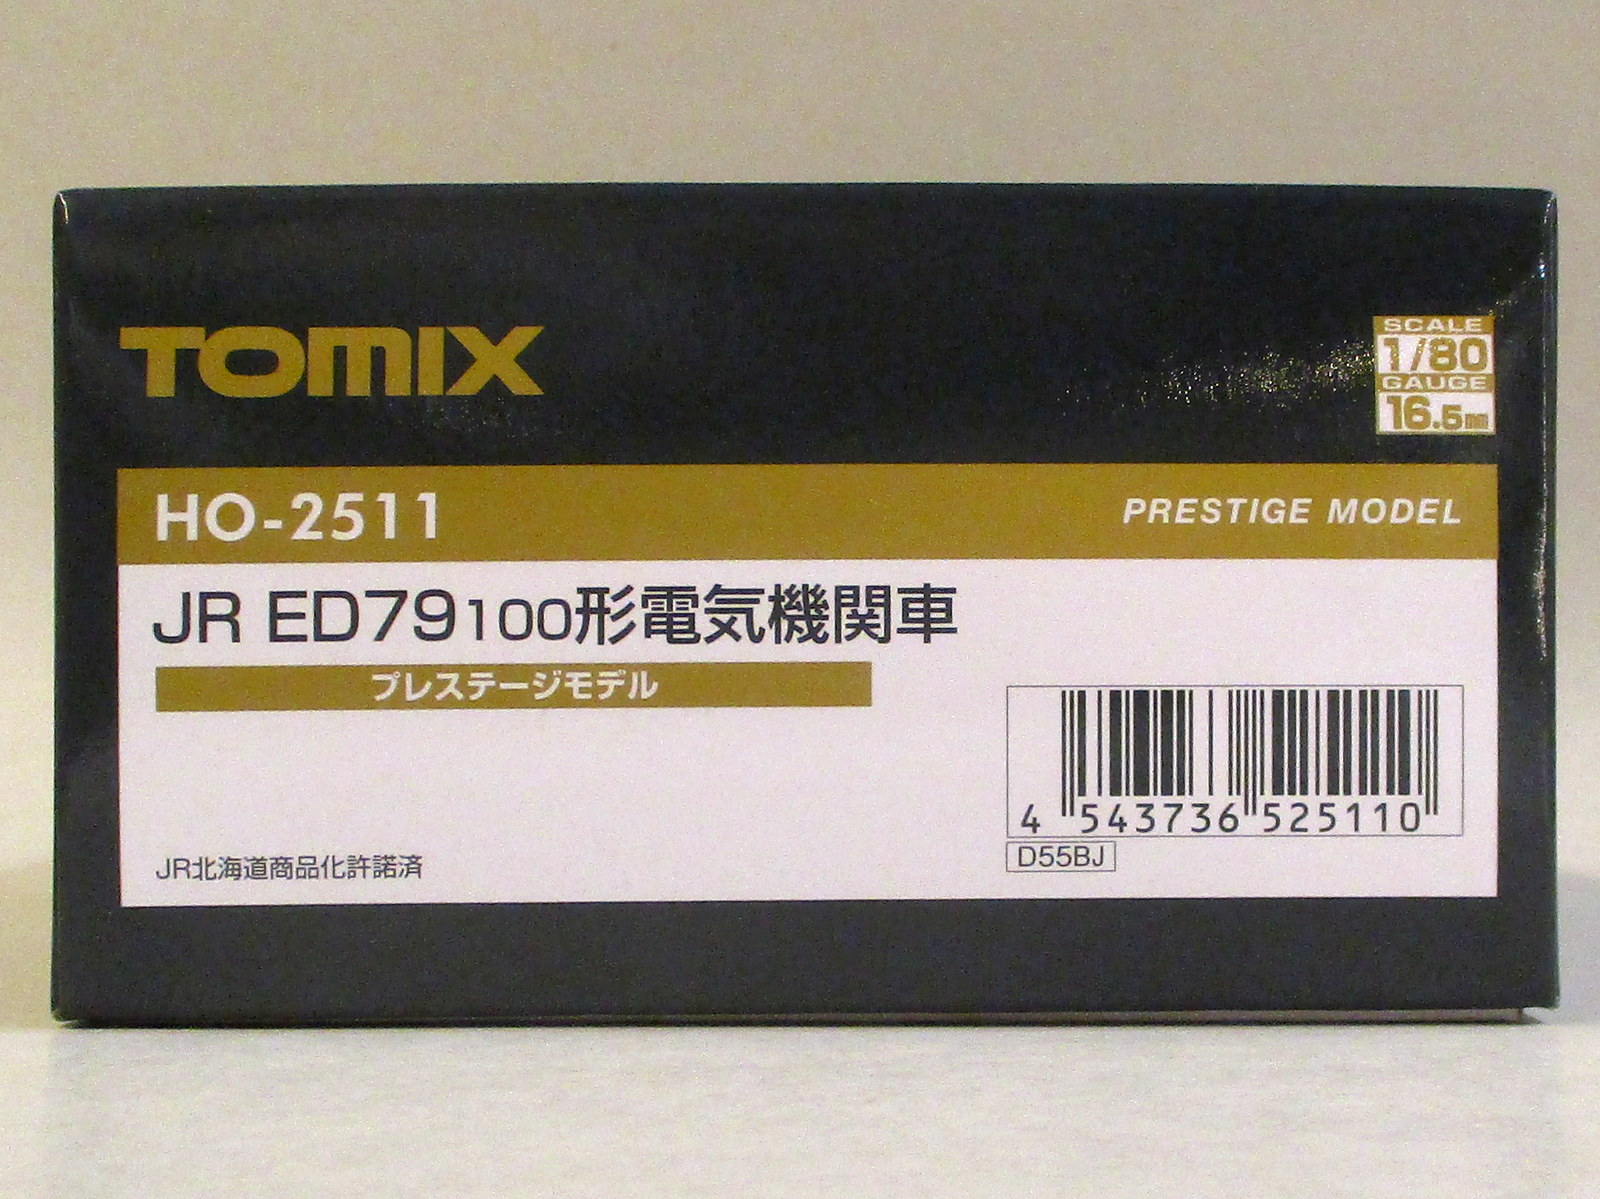 TOMIX
SCALE
1/80
GAUGE
16.5mm
HO-2511
PRESTIGE MODEL
JR ED79100形電気機関車
プレステージモデル
4 543736 525110
D55BJ
JR北海道商品化許諾済